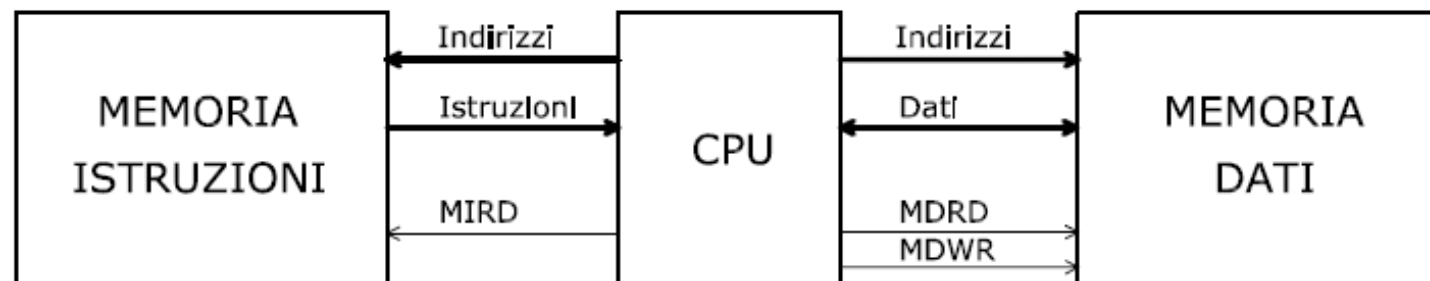 Indirizzi
Indirizzi
MEMORIA
ISTRUZIONI
Istruzioni
CPU
Dati
MEMORIA
DATI
MIRD
MDRD
MDWR